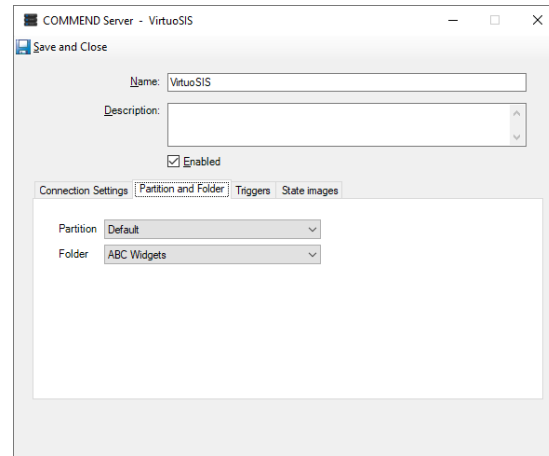 COMMEND Server - VirtuoSIS
Save and Close
Name: VirtuoSIS
Description:
Enabled
Connection Settings Partition and Folder Triggers State images
Partition Default
Folder ABC Widgets